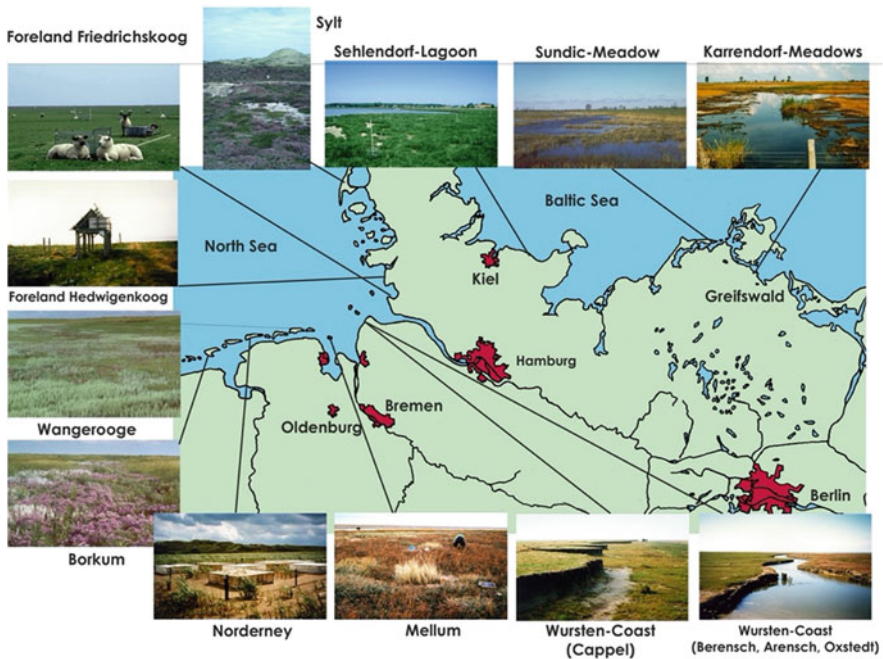 Sylt
Foreland Friedrichskoog
Sehlendorf-Lagoon
Sundic-Meadow
Karrendorf-Meadows
Baltic Sea
North Sea
Kiel
Foreland Hedwigenkoog
Greifswald
Hamburg
Wangerooge
Bremen
Oldenburg
Berlin
Borkum
Norderney
Mellum
Wursten-Coast
(Cappel)
Wursten-Coast
(Berensch, Arensch, Oxstedt)